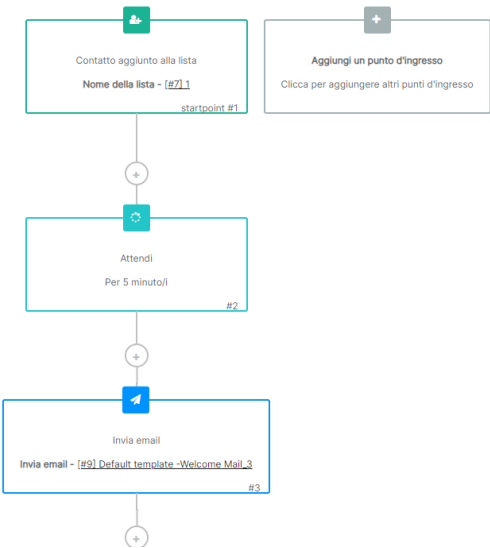 Contatto aggiunto alla lista
Nome della lista - [#7] 1
startpoint #1
Aggiungi un punto d'ingresso
Clicca per aggiungere altri punti d'ingresso
Attendi
Per 5 minuto/i
#2
Invia email
Invia email - [#9] Default template -Welcome Mail_3
#3